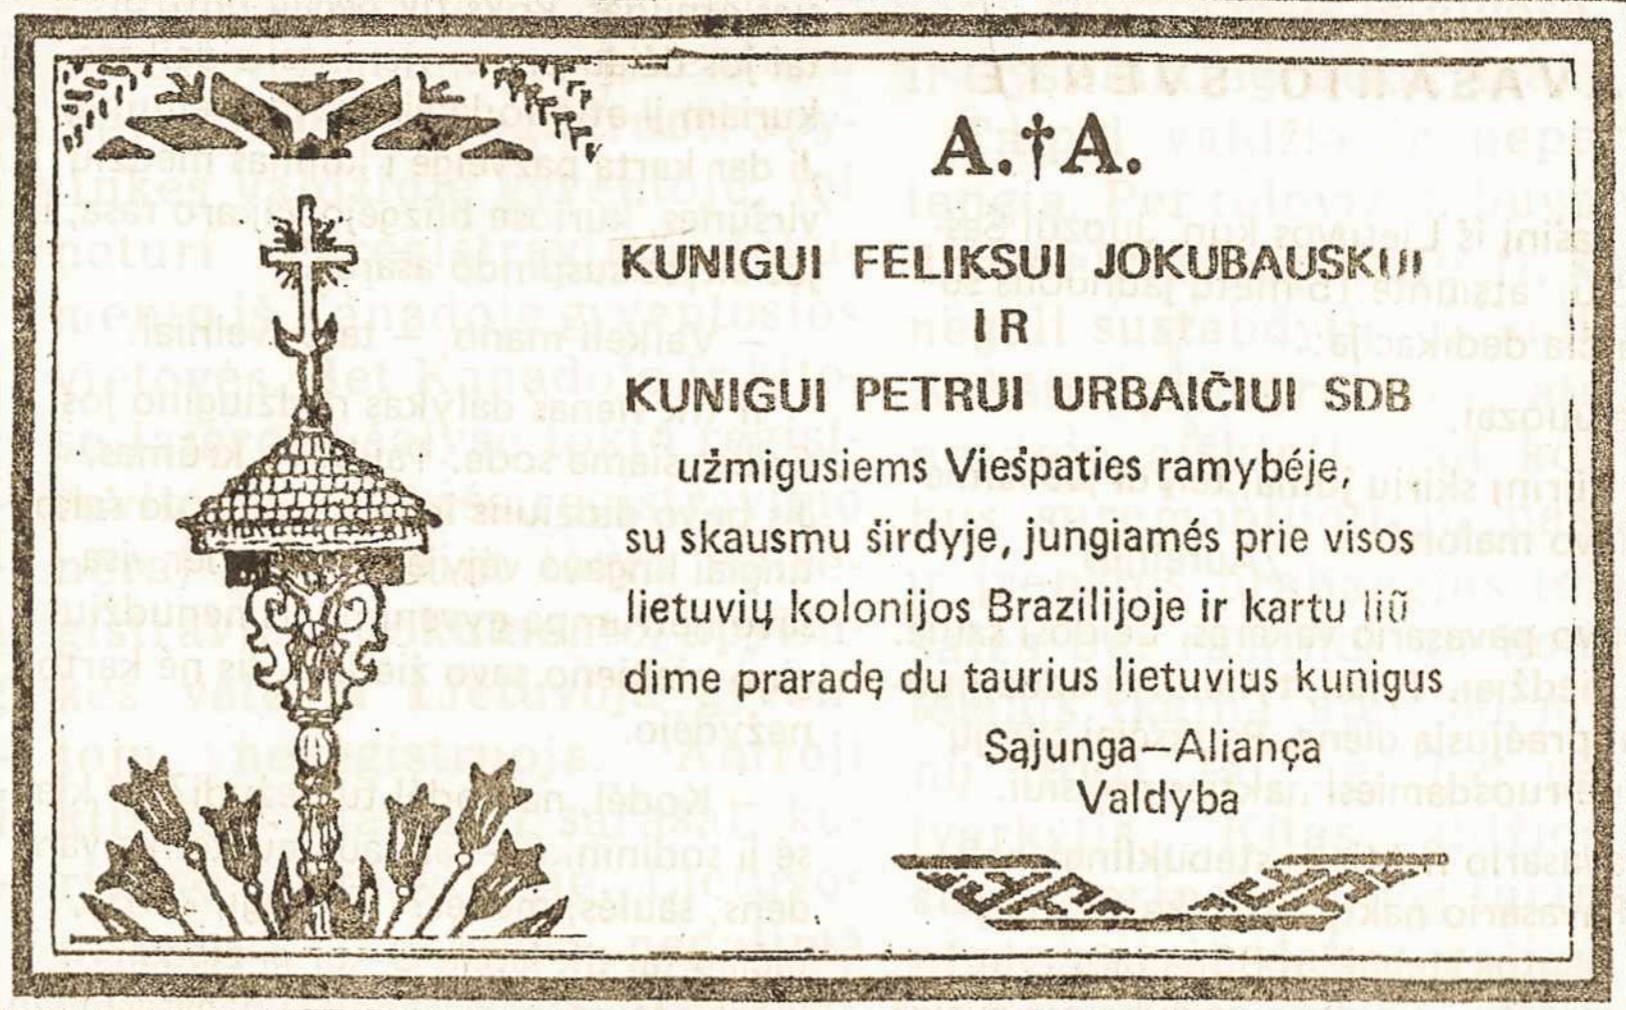 A.†A.
KUNIGUI FELIKSUI JOKUBAUSKUI
IR
KUNIGUI PETRUI URBAIČIUI SDB
užmigusiems Viešpaties ramybėje,
su skausmu širdyje, jungiamés prie visos
lietuvių kolonijos Brazilijoje ir kartu liū
dime praradę du taurius lietuvius kunigus
Sąjunga—Aliança
Valdyba